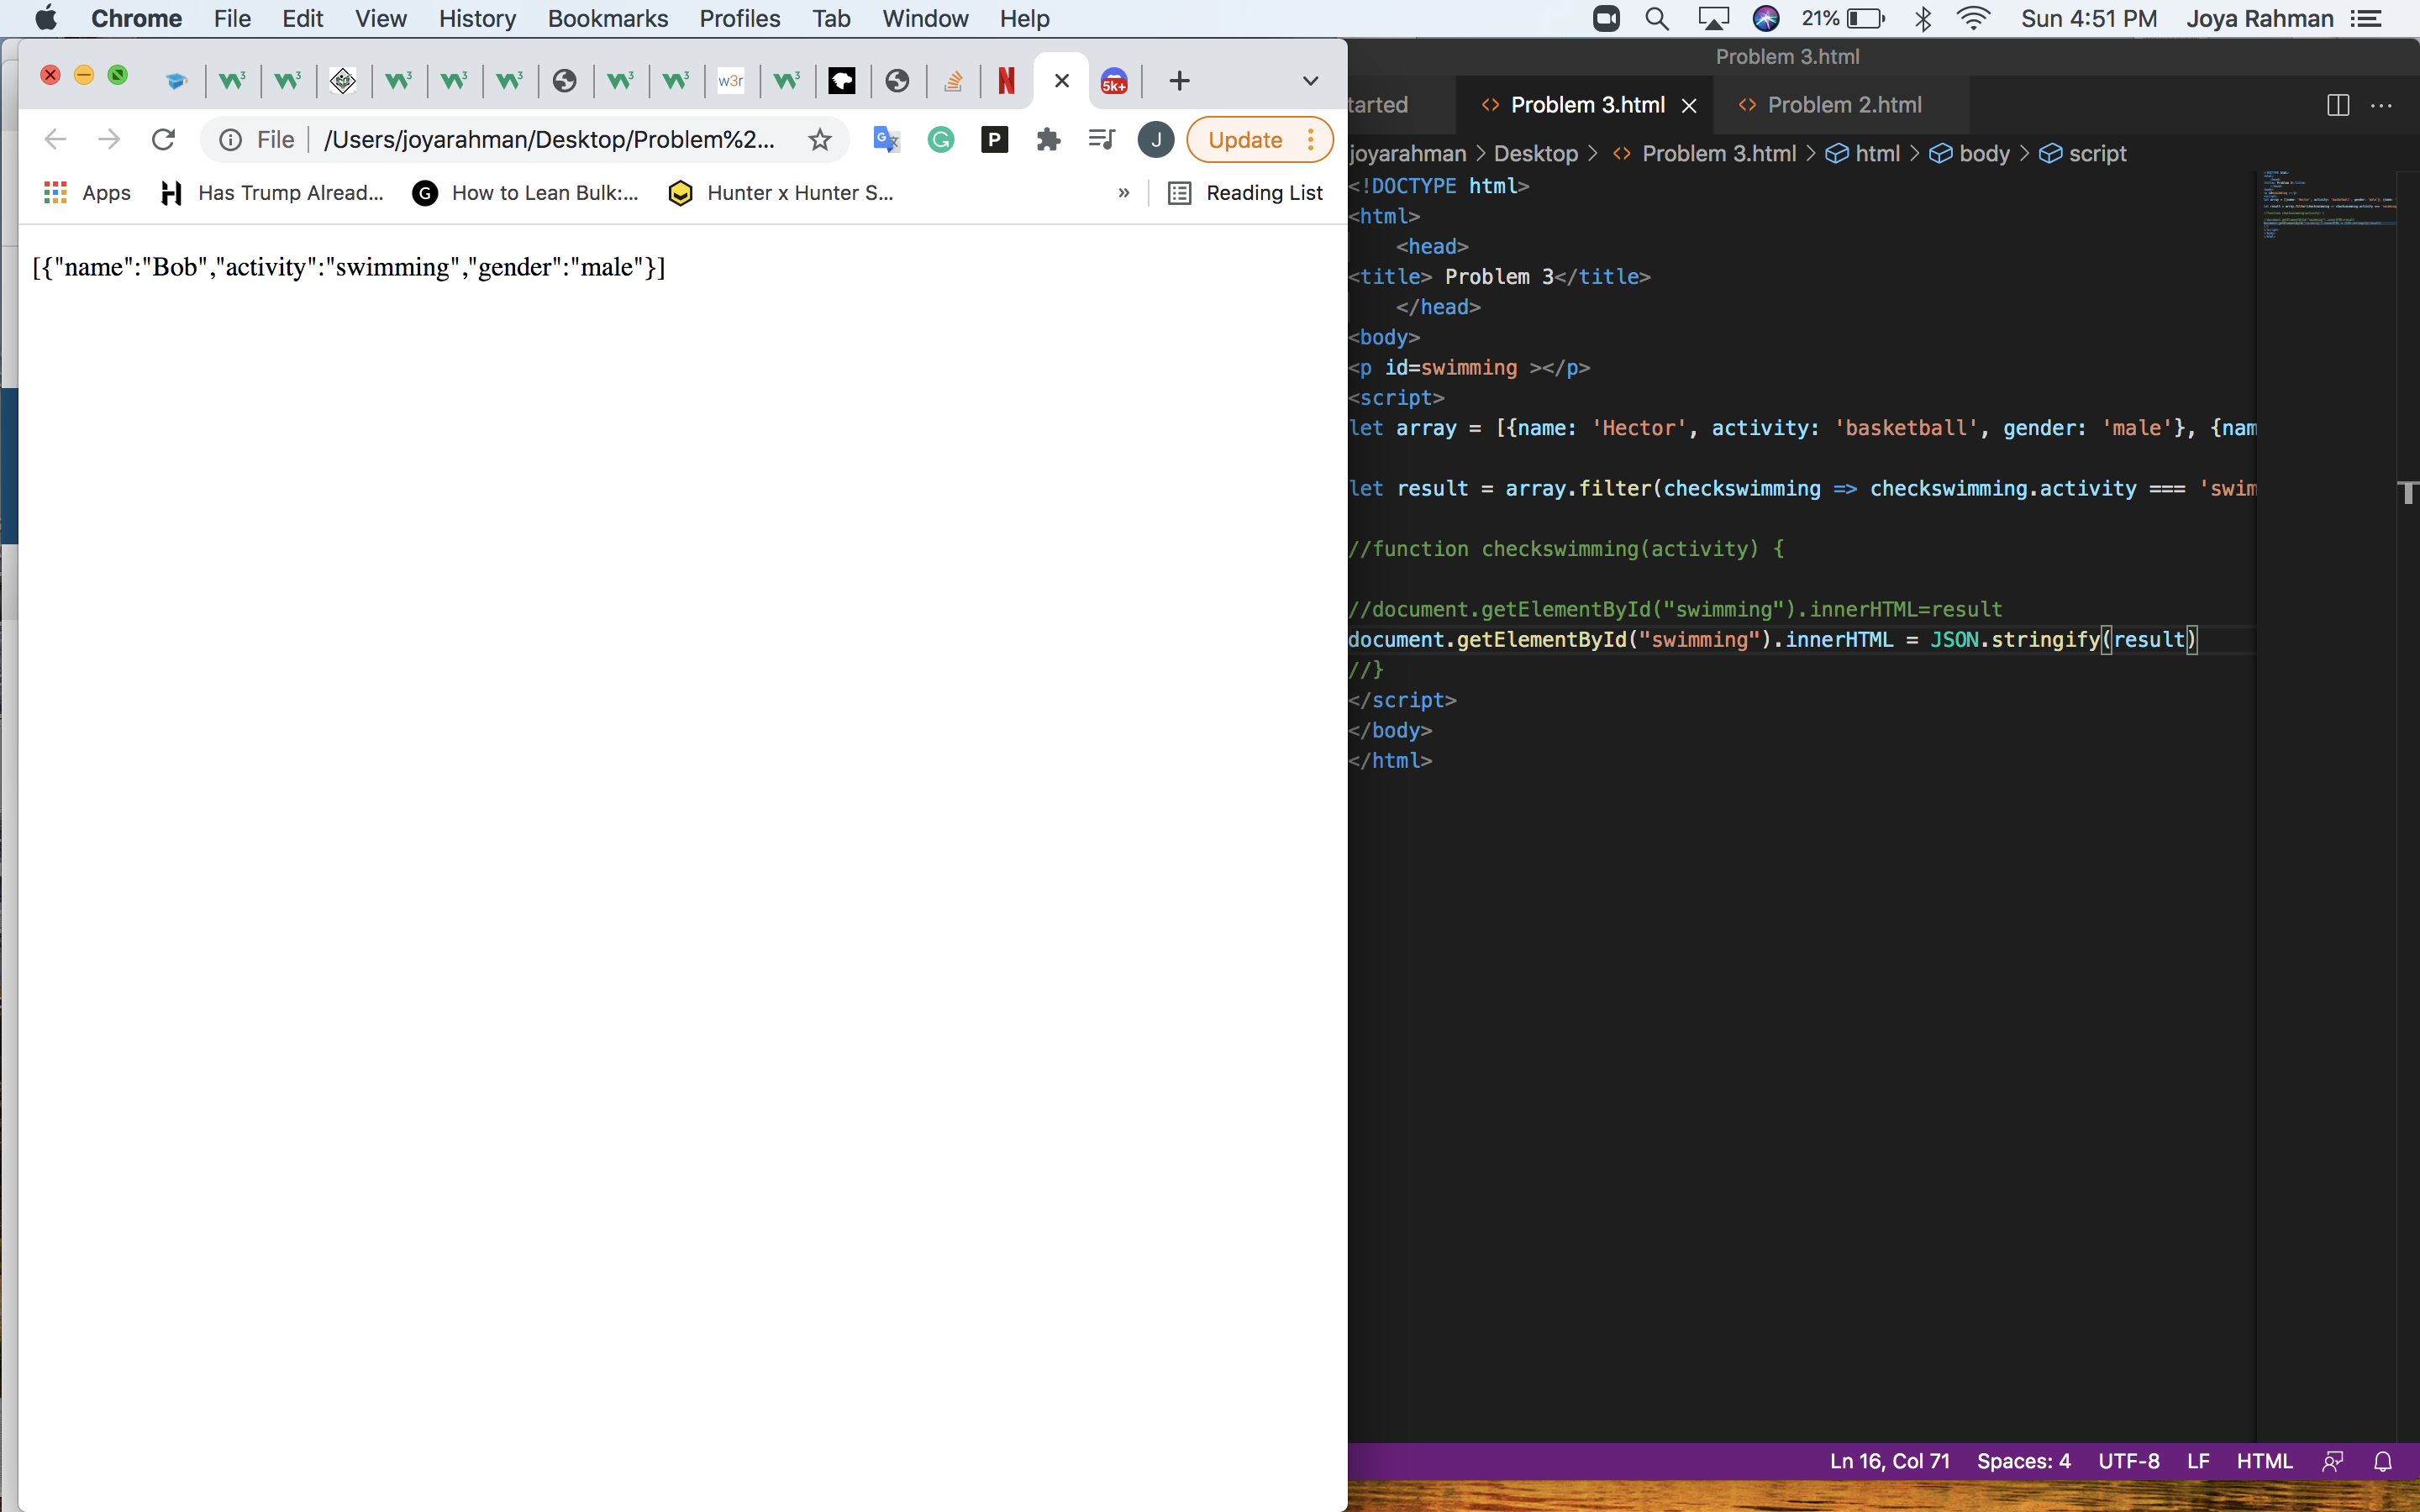 Chrome File Edit View History Bookmarks Profiles Tab Window Help 21% Sun 4:51 PM Joya Rahman
w3r 5k+
File /Users/joyarahman/Desktop/Problem%2... J Update
Apps Has Trump Alread... How to Lean Bulk:... Hunter x Hunter S... » Reading List
[{"name":"Bob","activity":"swimming","gender":"male"}]
Problem 3.html
tarted <> Problem 3.html <> Problem 2.html
joyarahman > Desktop > <> Problem 3.html > html > body > script
<!DOCTYPE html>
<html>
<head>
<title> Problem 3</title>
</head>
<body>
<p id=swimming ></p>
<script>
let array = [{name: 'Hector', activity: 'basketball', gender: 'male'}, {nam
let result = array.filter(checkswimming => checkswimming.activity === 'swim
//function checkswimming(activity) {
//document.getElementById("swimming").innerHTML=result
document.getElementById("swimming").innerHTML = JSON.stringify(result)
//}
</script>
</body>
</html>
Ln 16, Col 71 Spaces: 4 UTF-8 LF HTML